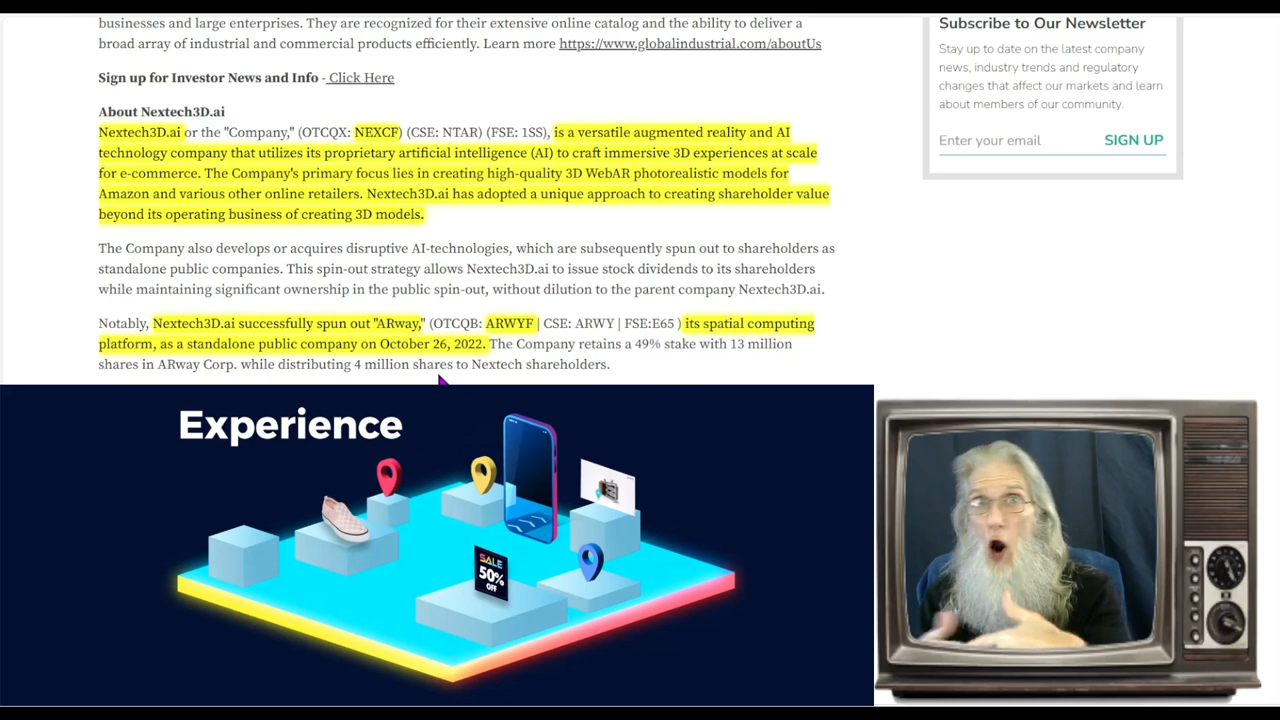 businesses and large enterprises. They are recognized for their extensive online catalog and the ability to deliver a
broad array of industrial and commercial products efficiently. Learn more https://www.globalindustrial.com/aboutUs
Sign up for Investor News and Info - Click Here
About Nextech3D.ai
Nextech3D.ai or the "Company," (OTCQX: NEXCF) (CSE: NTAR) (FSE: 1SS), is a versatile augmented reality and AI
technology company that utilizes its proprietary artificial intelligence (AI) to craft immersive 3D experiences at scale
for e-commerce. The Company's primary focus lies in creating high-quality 3D WebAR photorealistic models for
Amazon and various other online retailers. Nextech3D.ai has adopted a unique approach to creating shareholder value
beyond its operating business of creating 3D models.
The Company also develops or acquires disruptive AI-technologies, which are subsequently spun out to shareholders as
standalone public companies. This spin-out strategy allows Nextech3D.ai to issue stock dividends to its shareholders
while maintaining significant ownership in the public spin-out, without dilution to the parent company Nextech3D.ai.
Notably, Nextech3D.ai successfully spun out "ARway," (OTCQB: ARWYF | CSE: ARWY | FSE:E65 ) its spatial computing
platform, as a standalone public company on October 26, 2022. The Company retains a 49% stake with 13 million
shares in ARway Corp. while distributing 4 million shares to Nextech shareholders.
Subscribe to Our Newsletter
Stay up to date on the latest company
news, industry trends and regulatory
changes that affect our markets and learn
about members of our community.
Enter your email SIGN UP
Experience
SALE
50%
OFF